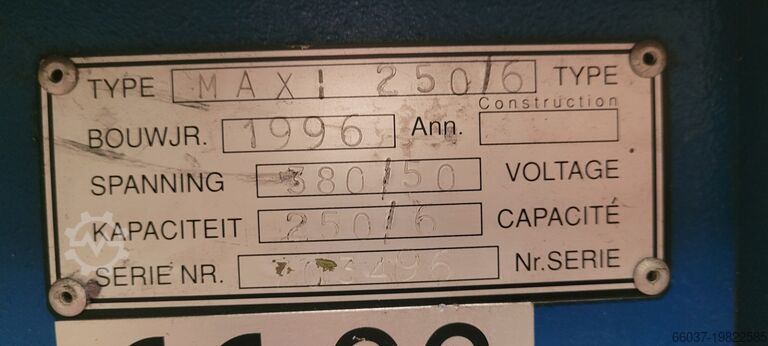 TYPE MAXI 250/6 TYPE
BOUWJR. 1996 Ann. Construction
SPANNING 380/50 VOLTAGE
KAPACITEIT 250/6 CAPACITÉ
SERIE NR. Nr. SERIE
66037-19822585